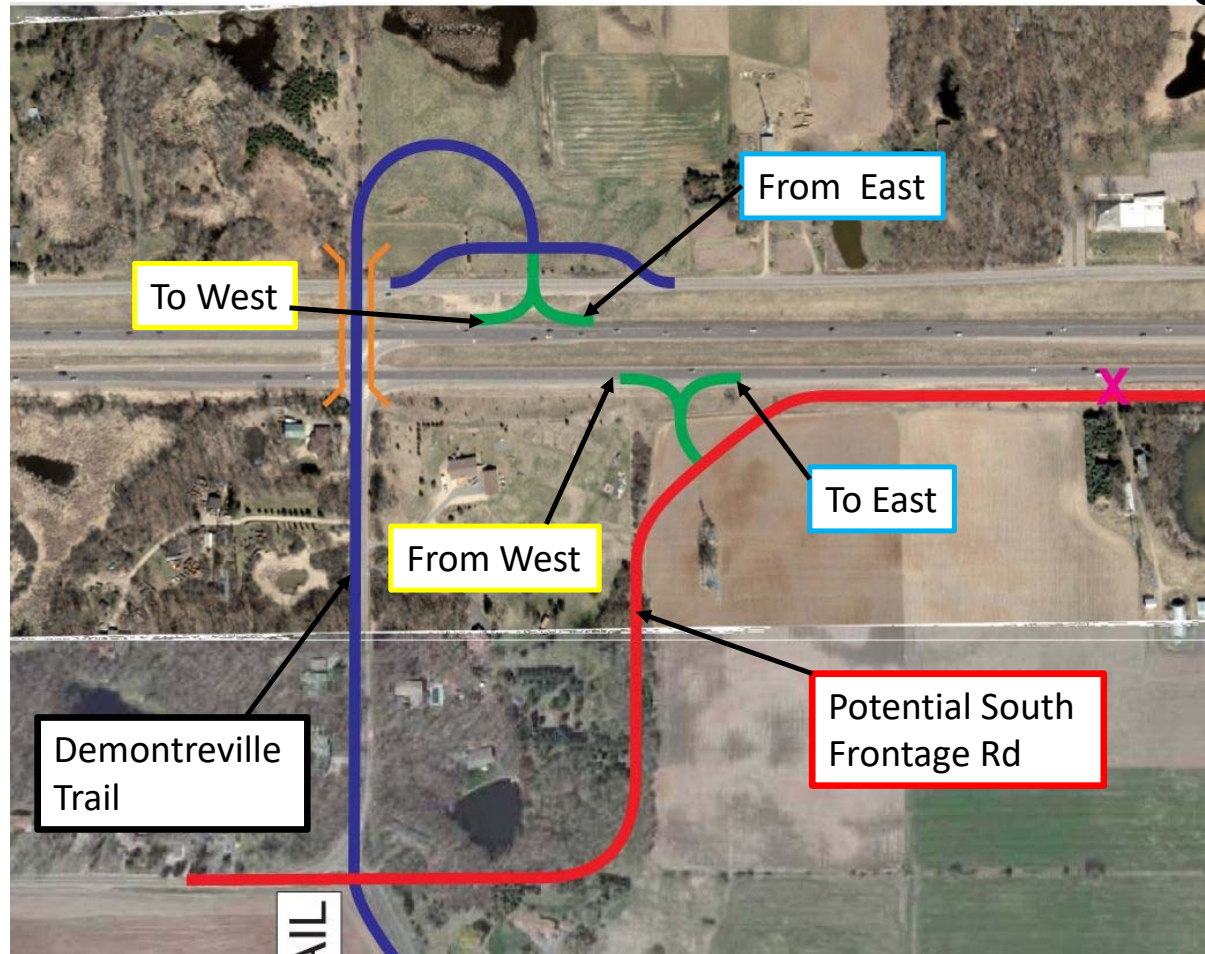 From  East
To West
To East
From West
Potential South
Frontage Rd
Demontreville
Trail
X
AIL